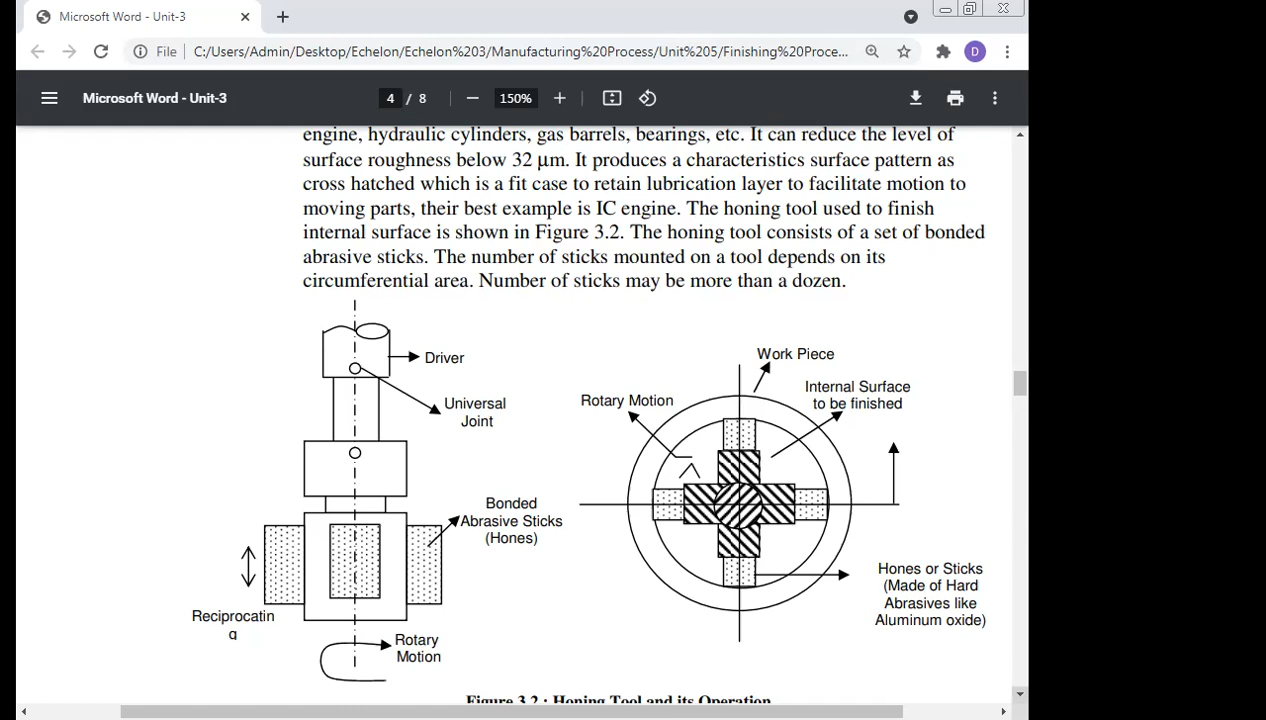 Microsoft Word - Unit-3
File
C:/Users/Admin/Desktop/Echelon/Echelon%203/Manufacturing%20Process/Unit%205/Finishing%20Proce...
D
Microsoft Word - Unit-3
4 / 8
150%
engine, hydraulic cylinders, gas barrels, bearings, etc. It can reduce the level of
surface roughness below 32 μm. It produces a characteristics surface pattern as
cross hatched which is a fit case to retain lubrication layer to facilitate motion to
moving parts, their best example is IC engine. The honing tool used to finish
internal surface is shown in Figure 3.2. The honing tool consists of a set of bonded
abrasive sticks. The number of sticks mounted on a tool depends on its
circumferential area. Number of sticks may be more than a dozen.
Driver
Universal
Joint
Bonded
Abrasive Sticks
(Hones)
Reciprocatin
g
Rotary
Motion
Work Piece
Rotary Motion
Internal Surface
to be finished
Hones or Sticks
(Made of Hard
Abrasives like
Aluminum oxide)
Figure 3.2 : Honing Tool and its Operation